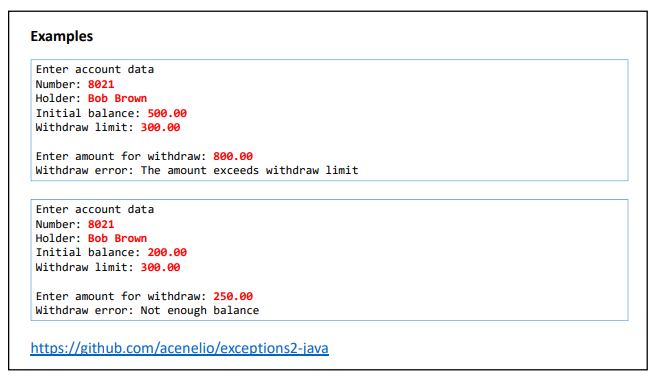 Examples
Enter account data
Number: 8021
Holder: Bob Brown
Initial balance: 500.00
Withdraw limit: 300.00
Enter amount for withdraw: 800.00
Withdraw error: The amount exceeds withdraw limit
Enter account data
Number: 8021
Holder: Bob Brown
Initial balance: 200.00
Withdraw limit: 300.00
Enter amount for withdraw: 250.00
Withdraw error: Not enough balance
https://github.com/acenelio/exceptions2-java